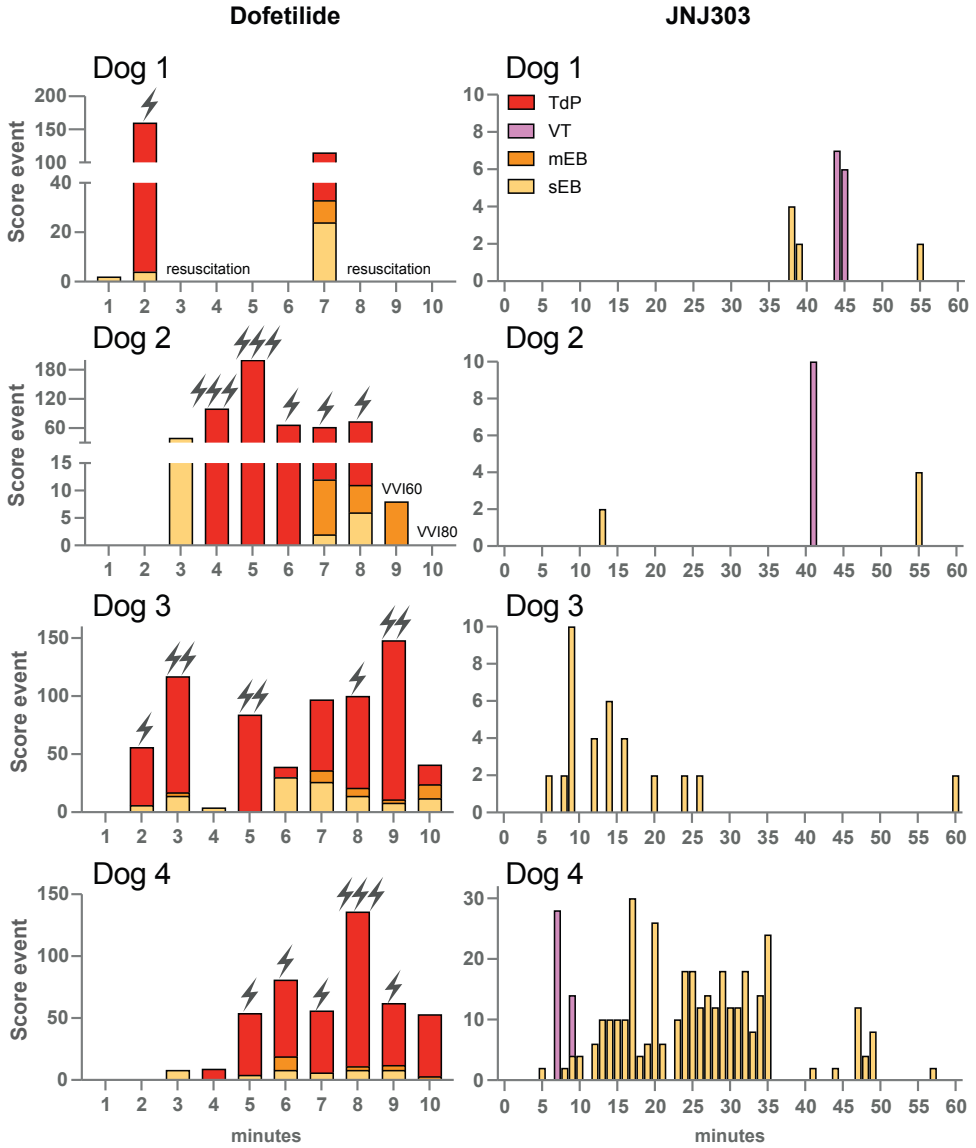 Dofetilide
JNJ303
Dog 1
Score event
200
150
100
40
20
0
resuscitation
resuscitation
1 2 3 4 5 6 7 8 9 10
Dog 1
10
8
6
4
2
0
TdP
VT
mEB
sEB
0 5 10 15 20 25 30 35 40 45 50 55 60
Dog 2
Score event
180
120
60
15
10
5
0
VVI60
VVI80
1 2 3 4 5 6 7 8 9 10
Dog 2
10
8
6
4
2
0
0 5 10 15 20 25 30 35 40 45 50 55 60
Dog 3
Score event
150
100
50
0
1 2 3 4 5 6 7 8 9 10
Dog 3
10
8
6
4
2
0
0 5 10 15 20 25 30 35 40 45 50 55 60
Dog 4
Score event
150
100
50
0
1 2 3 4 5 6 7 8 9 10
minutes
Dog 4
30
20
10
0
0 5 10 15 20 25 30 35 40 45 50 55 60
minutes